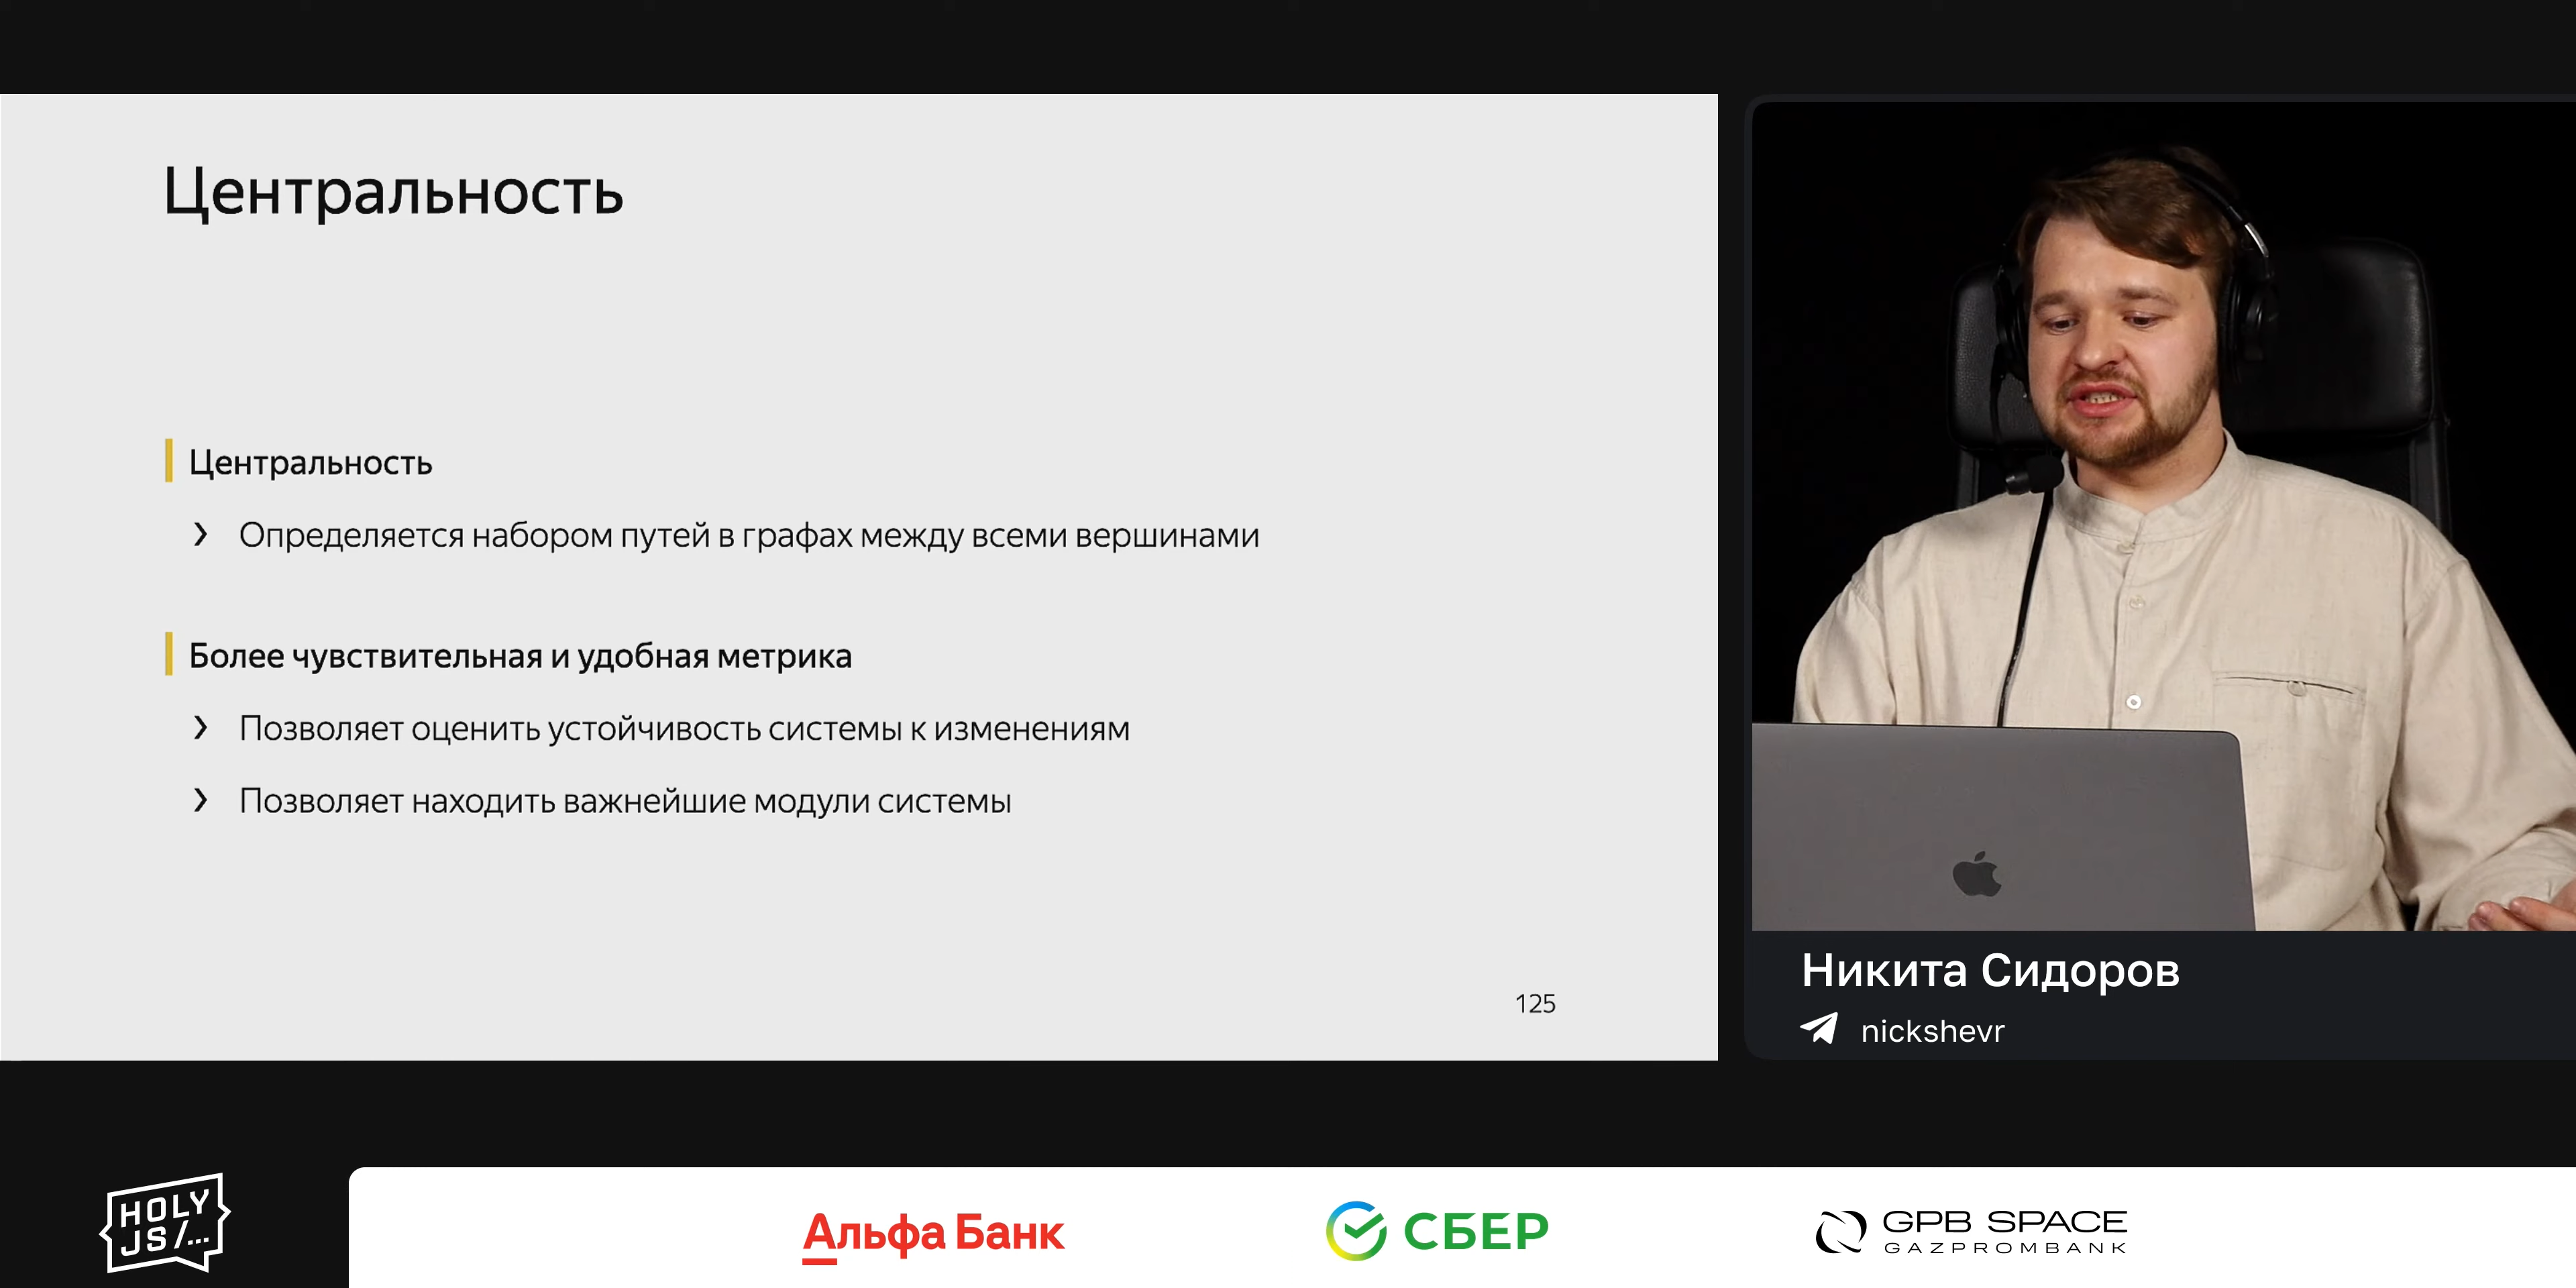 Центральность
Центральность
Определяется набором путей в графах между всеми вершинами
Более чувствительная и удобная метрика
Позволяет оценить устойчивость системы к изменениям
Позволяет находить важнейшие модули системы
125
Никита Сидоров
nickshevr
HOLY
JS/...
Альфа Банк
СБЕР
GPB SPACE
GAZPROMBANK